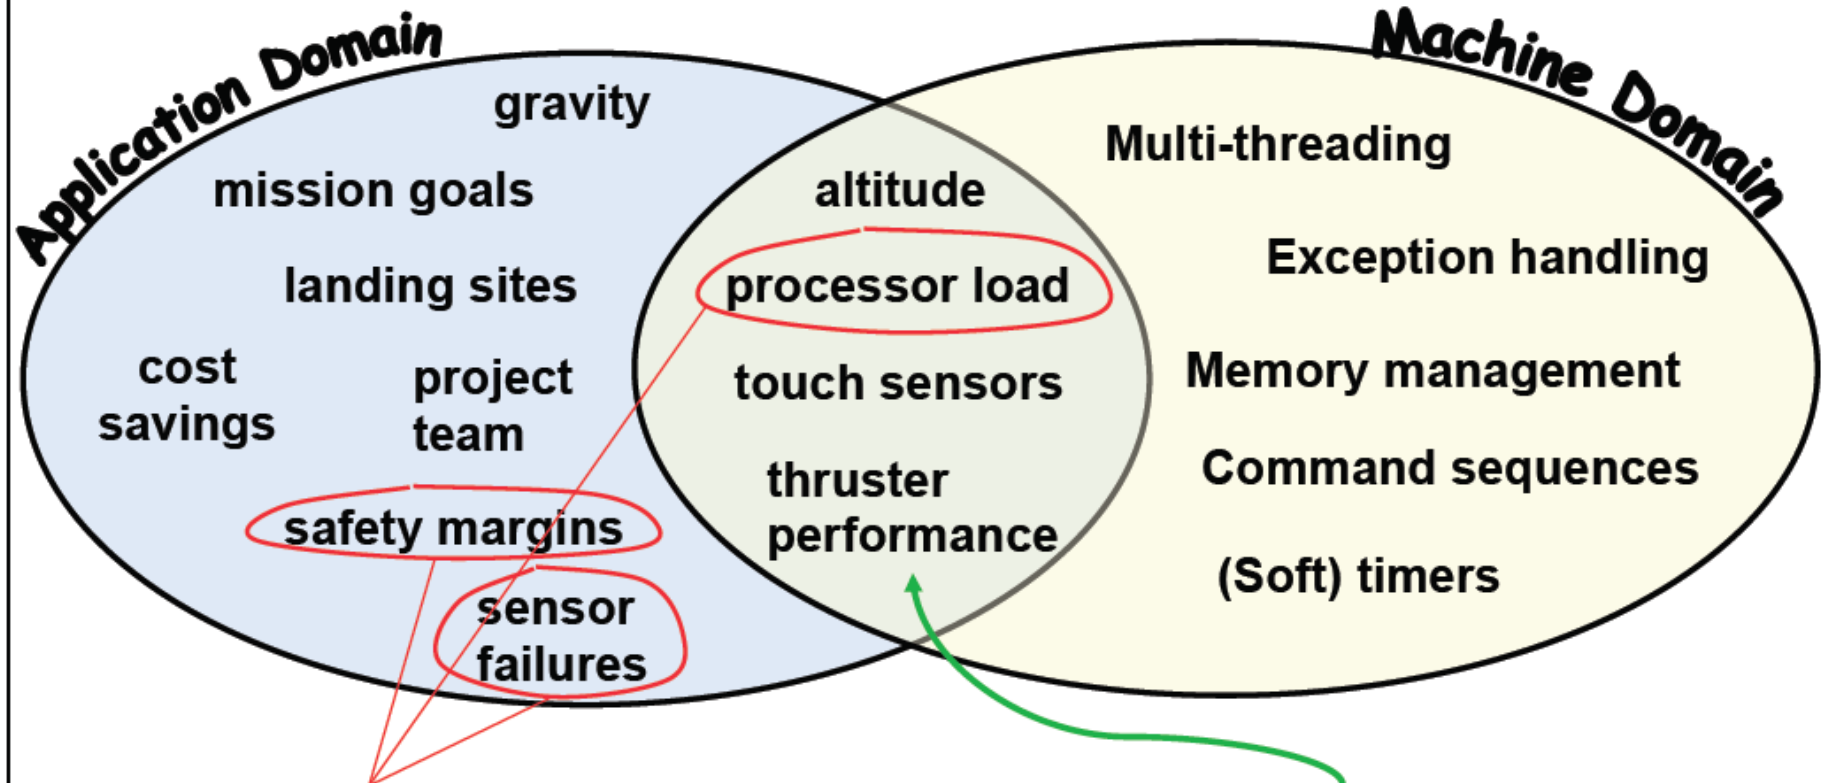 Application Domain
Machine Domain
gravity
mission goals
landing sites
cost
savings
project
team
safety margins
sensor
failures
altitude
processor load
touch sensors
thruster
performance
Multi-threading
Exception handling
Memory management
Command sequences
(Soft) timers